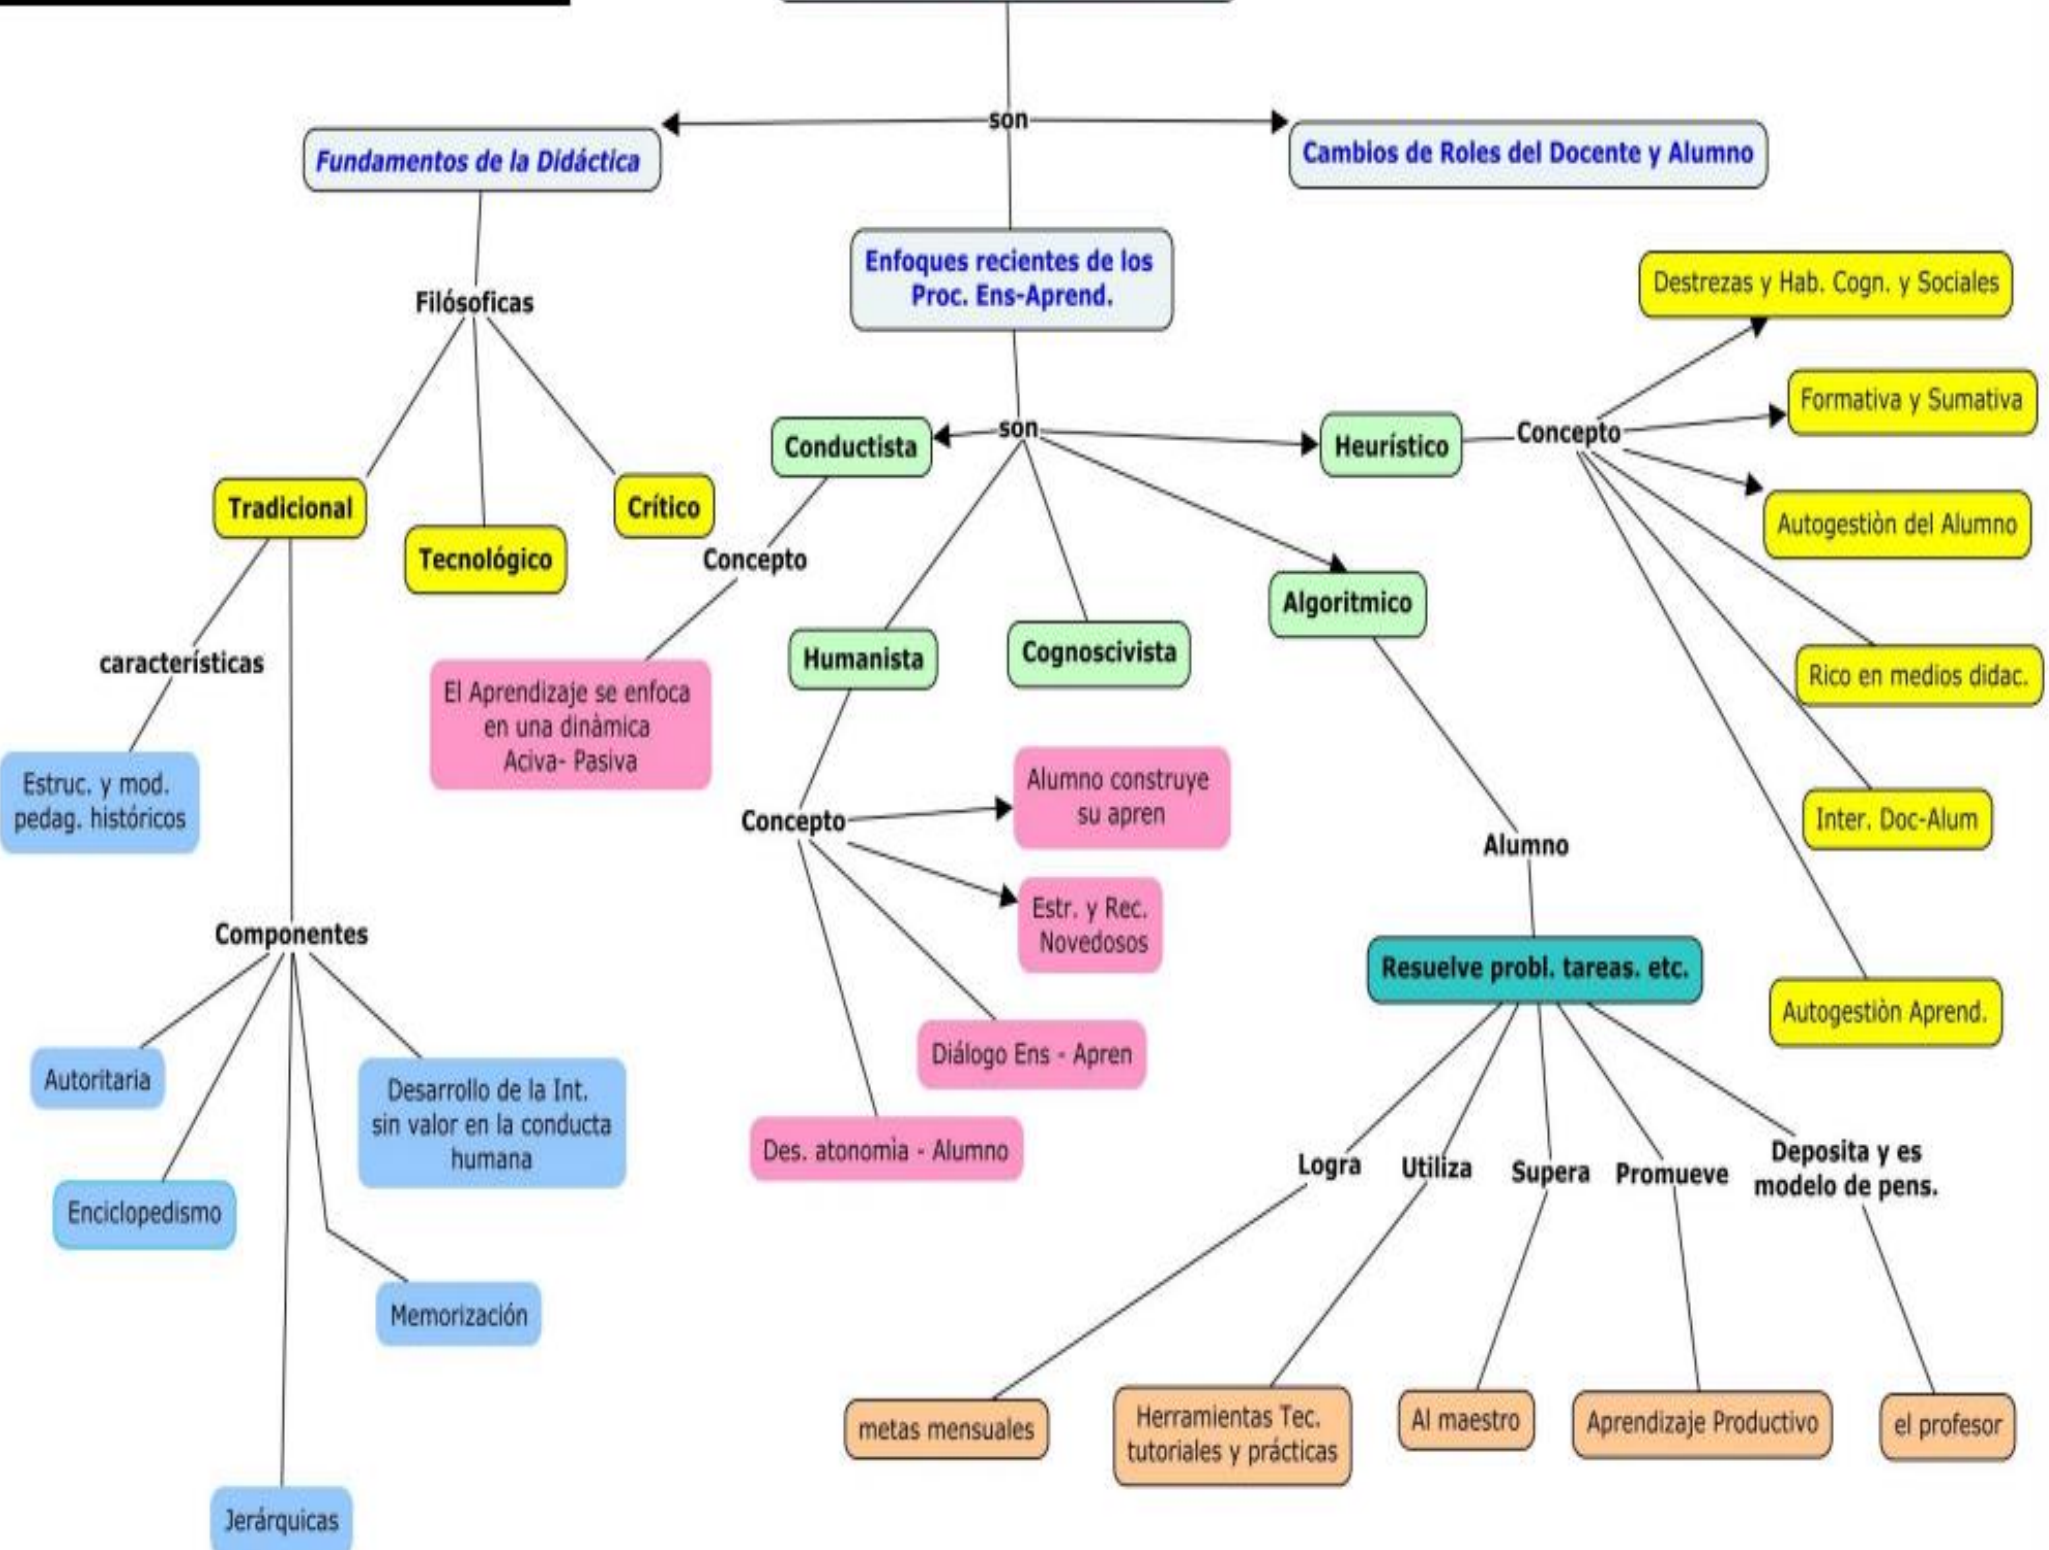 son
Fundamentos de la Didáctica
Cambios de Roles del Docente y Alumno
Enfoques recientes de los
Proc. Ens-Aprend.
Filósoficas
Tradicional
Tecnológico
Crítico
características
Estruc. y mod.
pedag. históricos
Componentes
Autoritaria
Enciclopedismo
Jerárquicas
Memorización
Desarrollo de la Int.
sin valor en la conducta
humana
son
Conductista
Concepto
El Aprendizaje se enfoca
en una dinàmica
Aciva- Pasiva
Humanista
Concepto
Alumno construye
su apren
Estr. y Rec.
Novedosos
Diálogo Ens - Apren
Des. atonomìa - Alumno
Cognoscivista
Algoritmico
Alumno
Resuelve probl. tareas. etc.
Logra
metas mensuales
Utiliza
Herramientas Tec.
tutoriales y prácticas
Supera
Al maestro
Promueve
Aprendizaje Productivo
Deposita y es
modelo de pens.
el profesor
Heurístico
Concepto
Destrezas y Hab. Cogn. y Sociales
Formativa y Sumativa
Autogestiòn del Alumno
Rico en medios didac.
Inter. Doc-Alum
Autogestiòn Aprend.